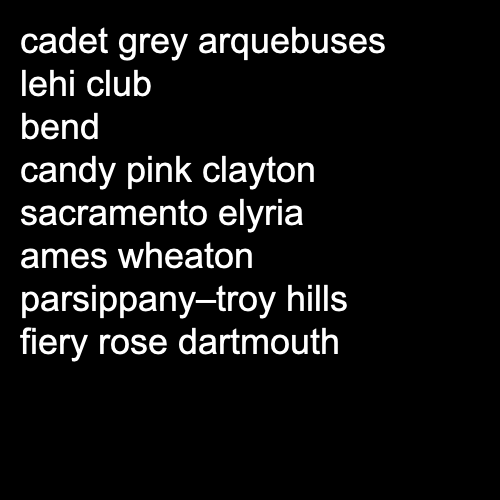 cadet grey arquebuses
lehi club
bend
candy pink clayton
sacramento elyria
ames wheaton
parsippany–troy hills
fiery rose dartmouth